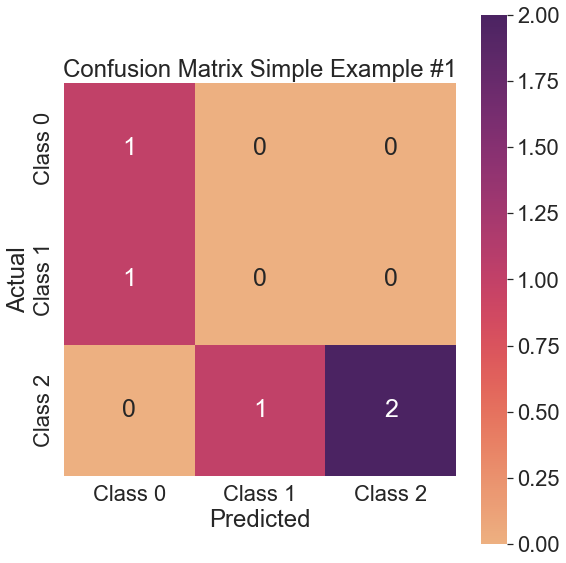 Confusion Matrix Simple Example #1
Actual
Class 0
1 0 0
Class 1
1 0 0
Class 2
0 1 2
Class 0 Class 1 Class 2
Predicted
2.00
1.75
1.50
1.25
1.00
0.75
0.50
0.25
0.00